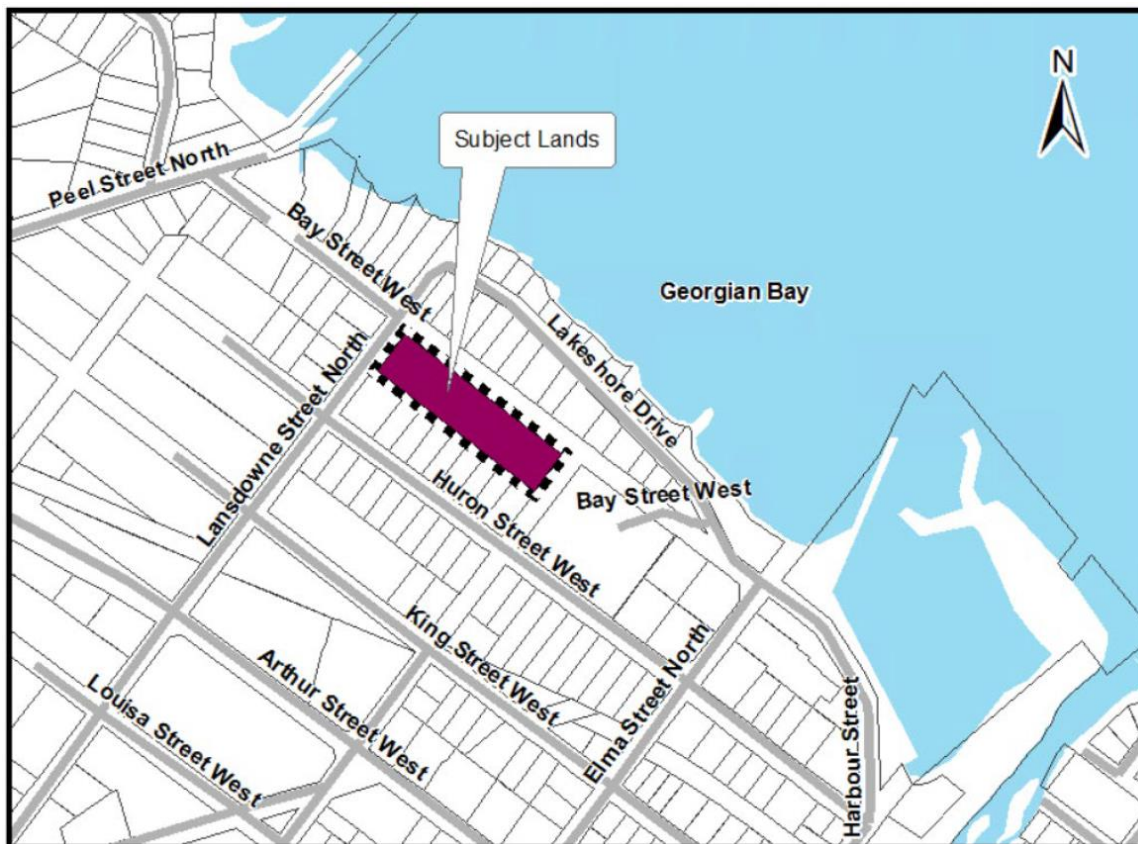 N
Subject Lands
Peel Street North
Bay Street West
Georgian Bay
Lakeshore Drive
Lansdowne Street North
Bay Street West
Huron Street West
King Street West
Arthur Street West
Elma Street North
Louisa Street West
Harbour Street